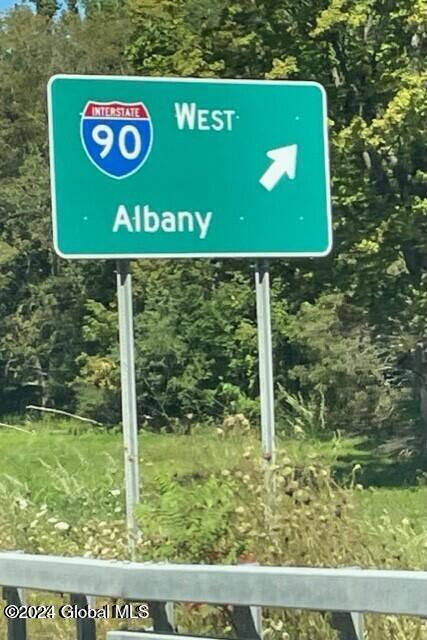 INTERSTATE
90
WEST
Albany
©2024 Global MLS